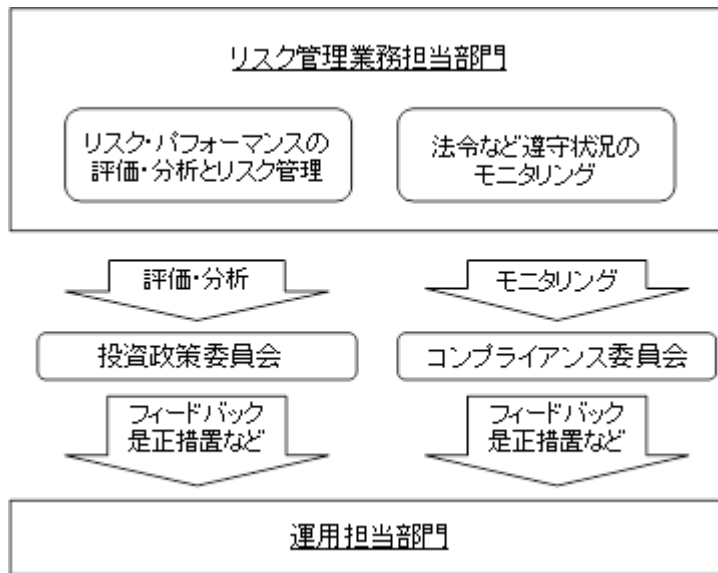 リスク管理業務担当部門
リスク・パフォーマンスの
評価・分析とリスク管理
法令など遵守状況の
モニタリング
評価・分析
モニタリング
投資政策委員会
コンプライアンス委員会
フィードバック
是正措置など
フィードバック
是正措置など
運用担当部門